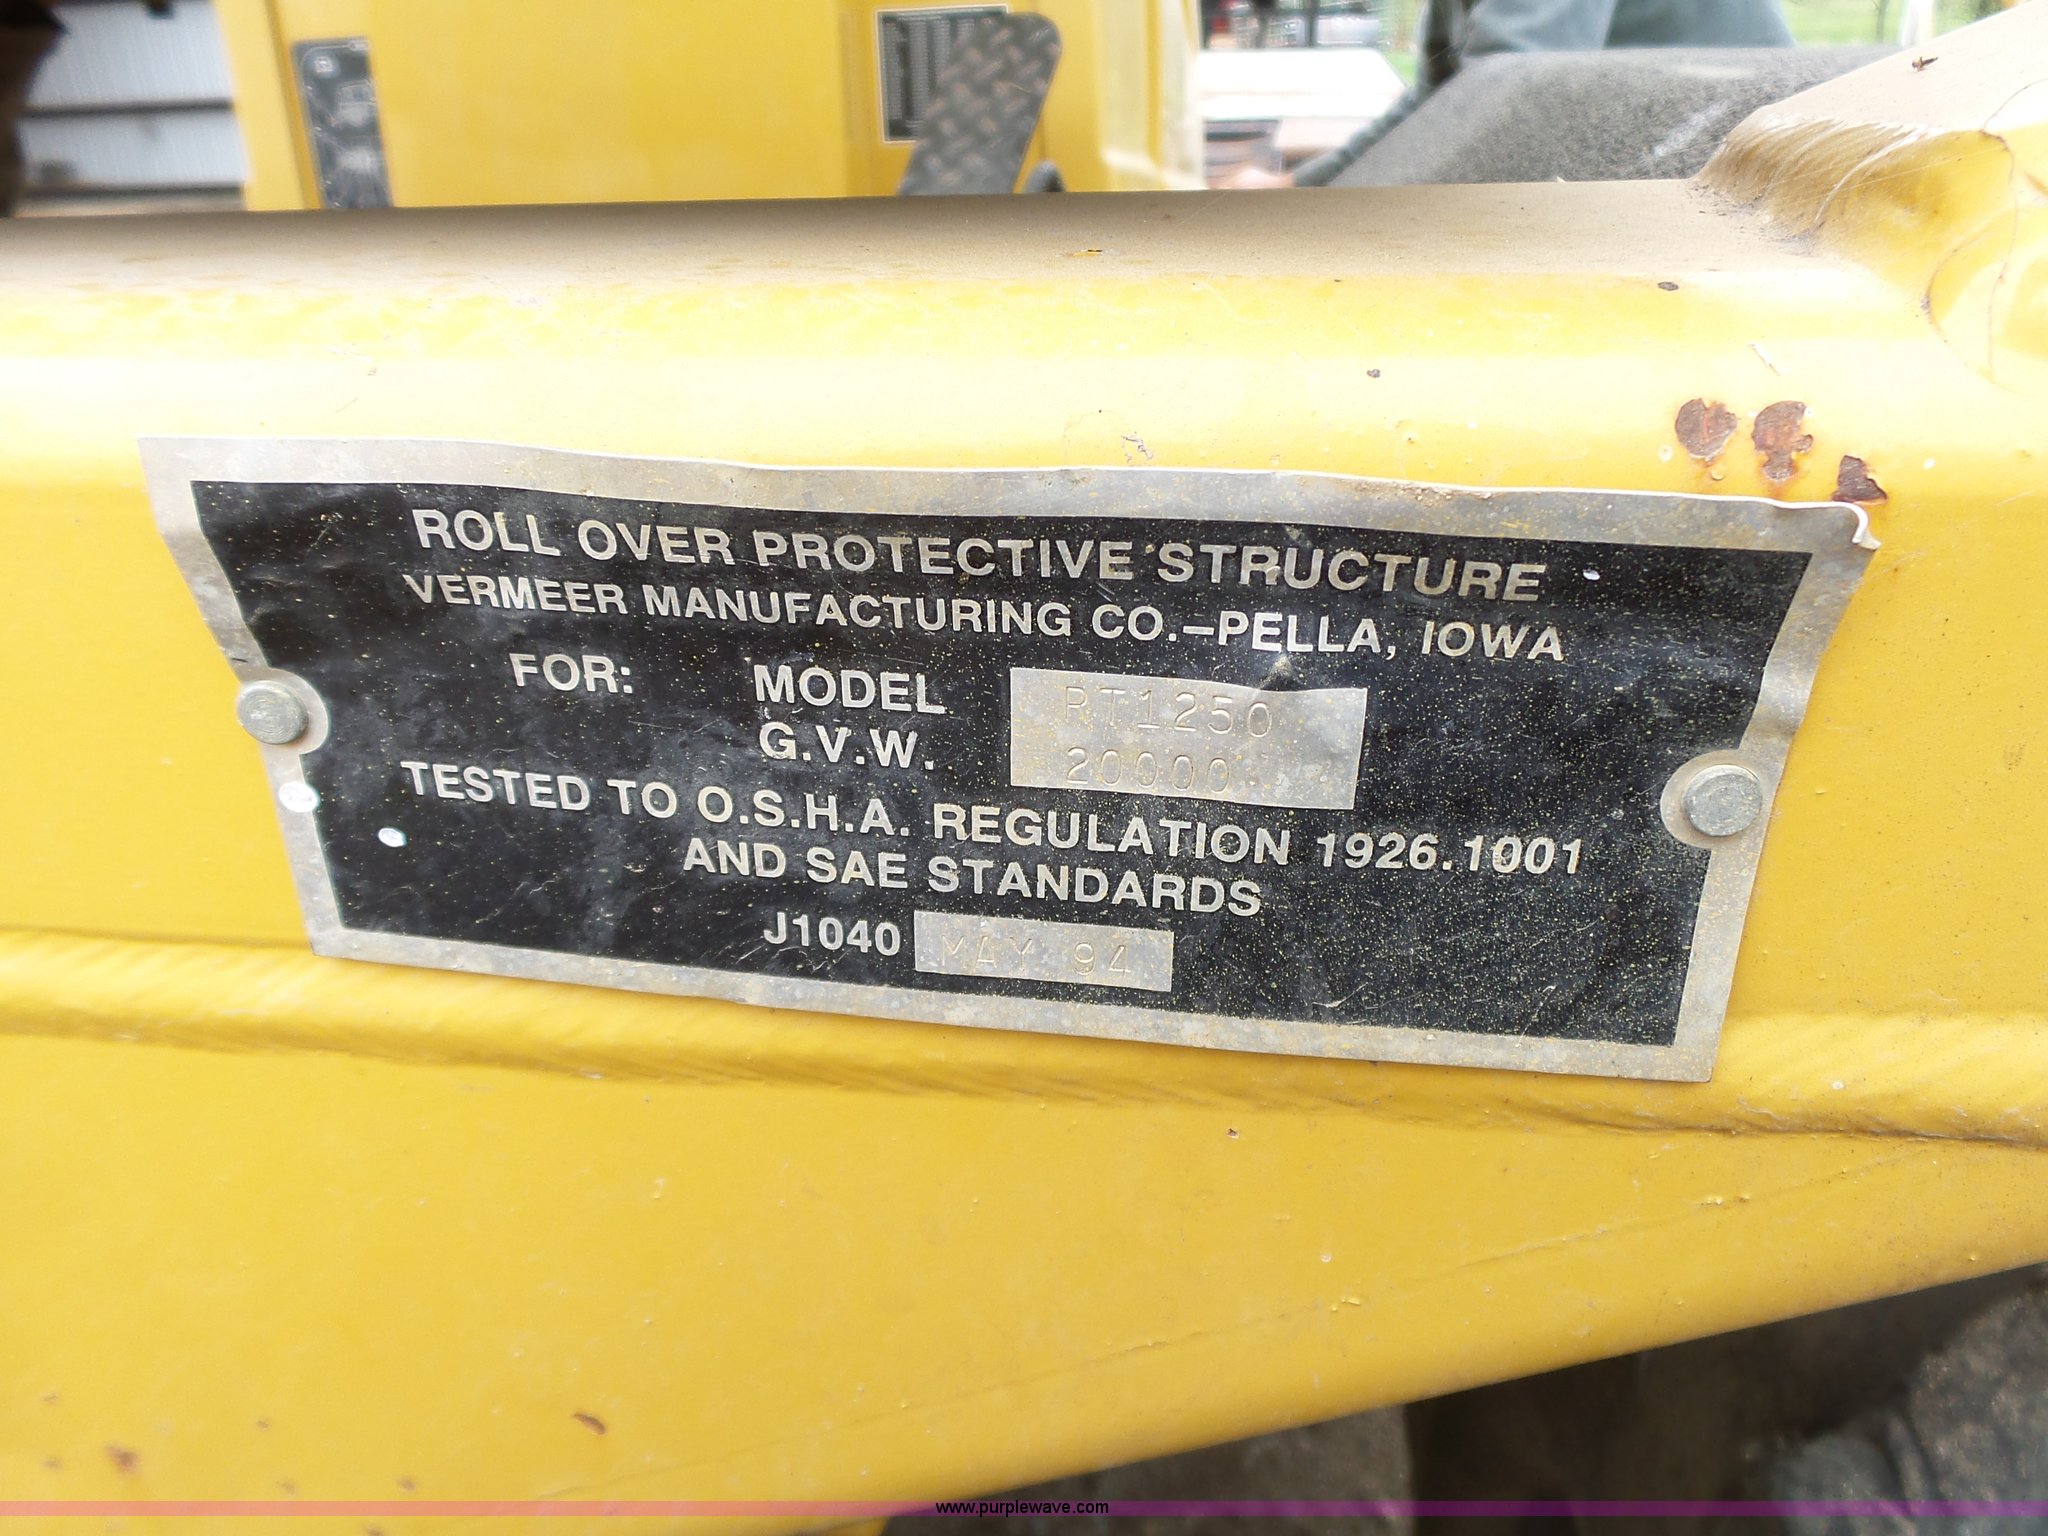 ROLL OVER PROTECTIVE STRUCTURE
VERMEER MANUFACTURING CO.–PELLA, IOWA
FOR: MODEL RT1250
G.V.W. 20000
TESTED TO O.S.H.A. REGULATION 1926.1001
AND SAE STANDARDS
J1040 MAY 94
www.purplewave.com